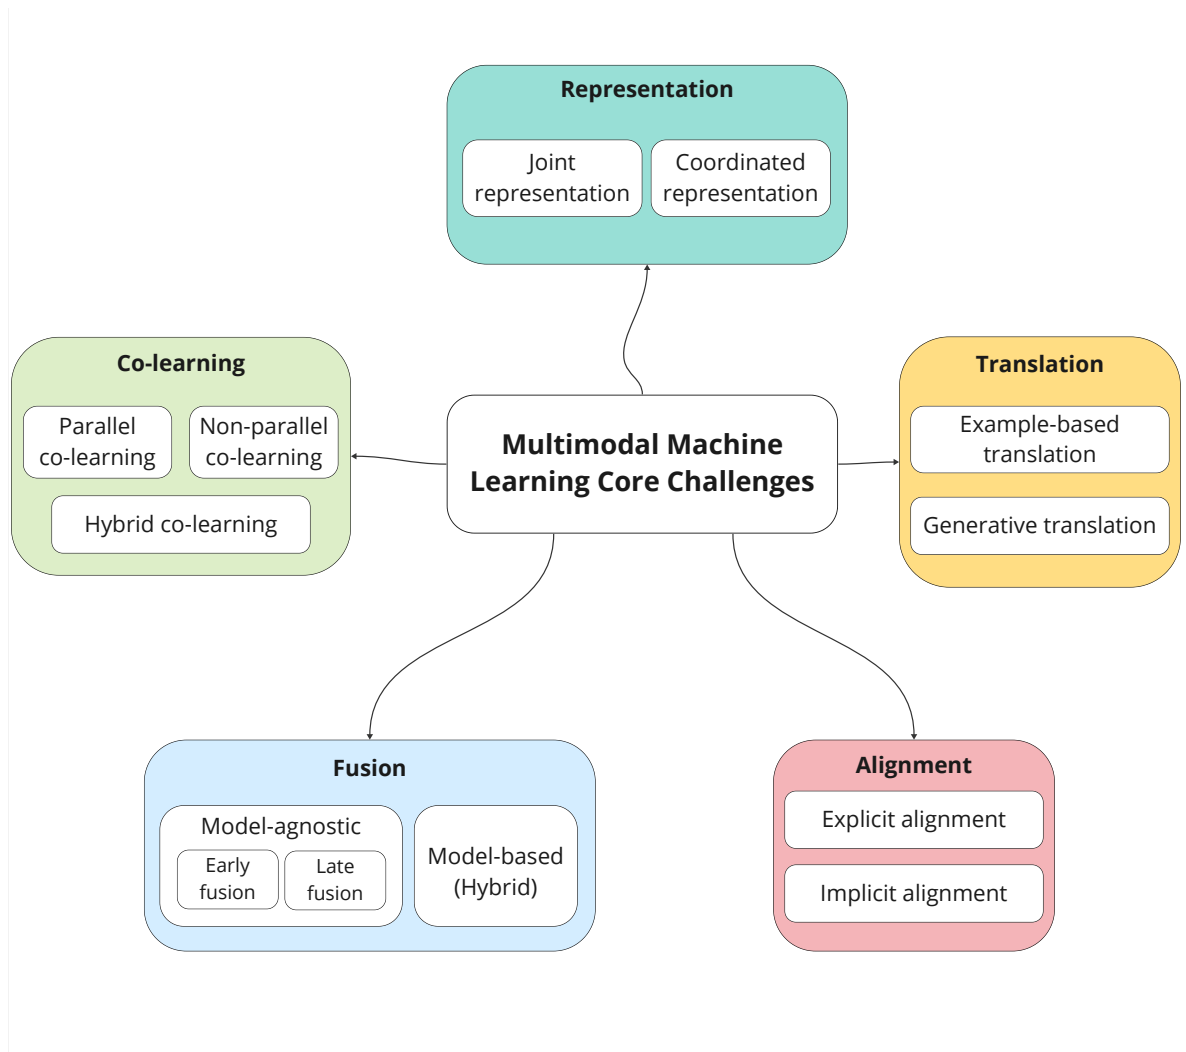 Representation
Joint
representation
Coordinated
representation
Co-learning
Parallel
co-learning
Non-parallel
co-learning
Hybrid co-learning
Multimodal Machine
Learning Core Challenges
Translation
Example-based
translation
Generative translation
Fusion
Model-agnostic
Early
fusion
Late
fusion
Model-based
(Hybrid)
Alignment
Explicit alignment
Implicit alignment